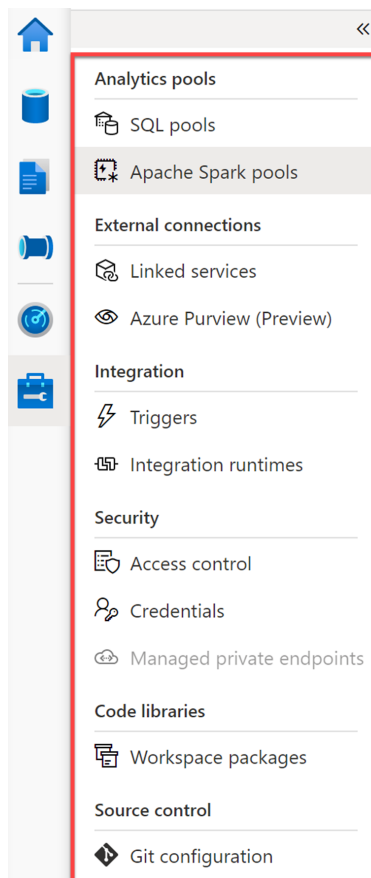 Analytics pools
SQL pools
Apache Spark pools
External connections
Linked services
Azure Purview (Preview)
Integration
Triggers
Integration runtimes
Security
Access control
Credentials
Managed private endpoints
Code libraries
Workspace packages
Source control
Git configuration